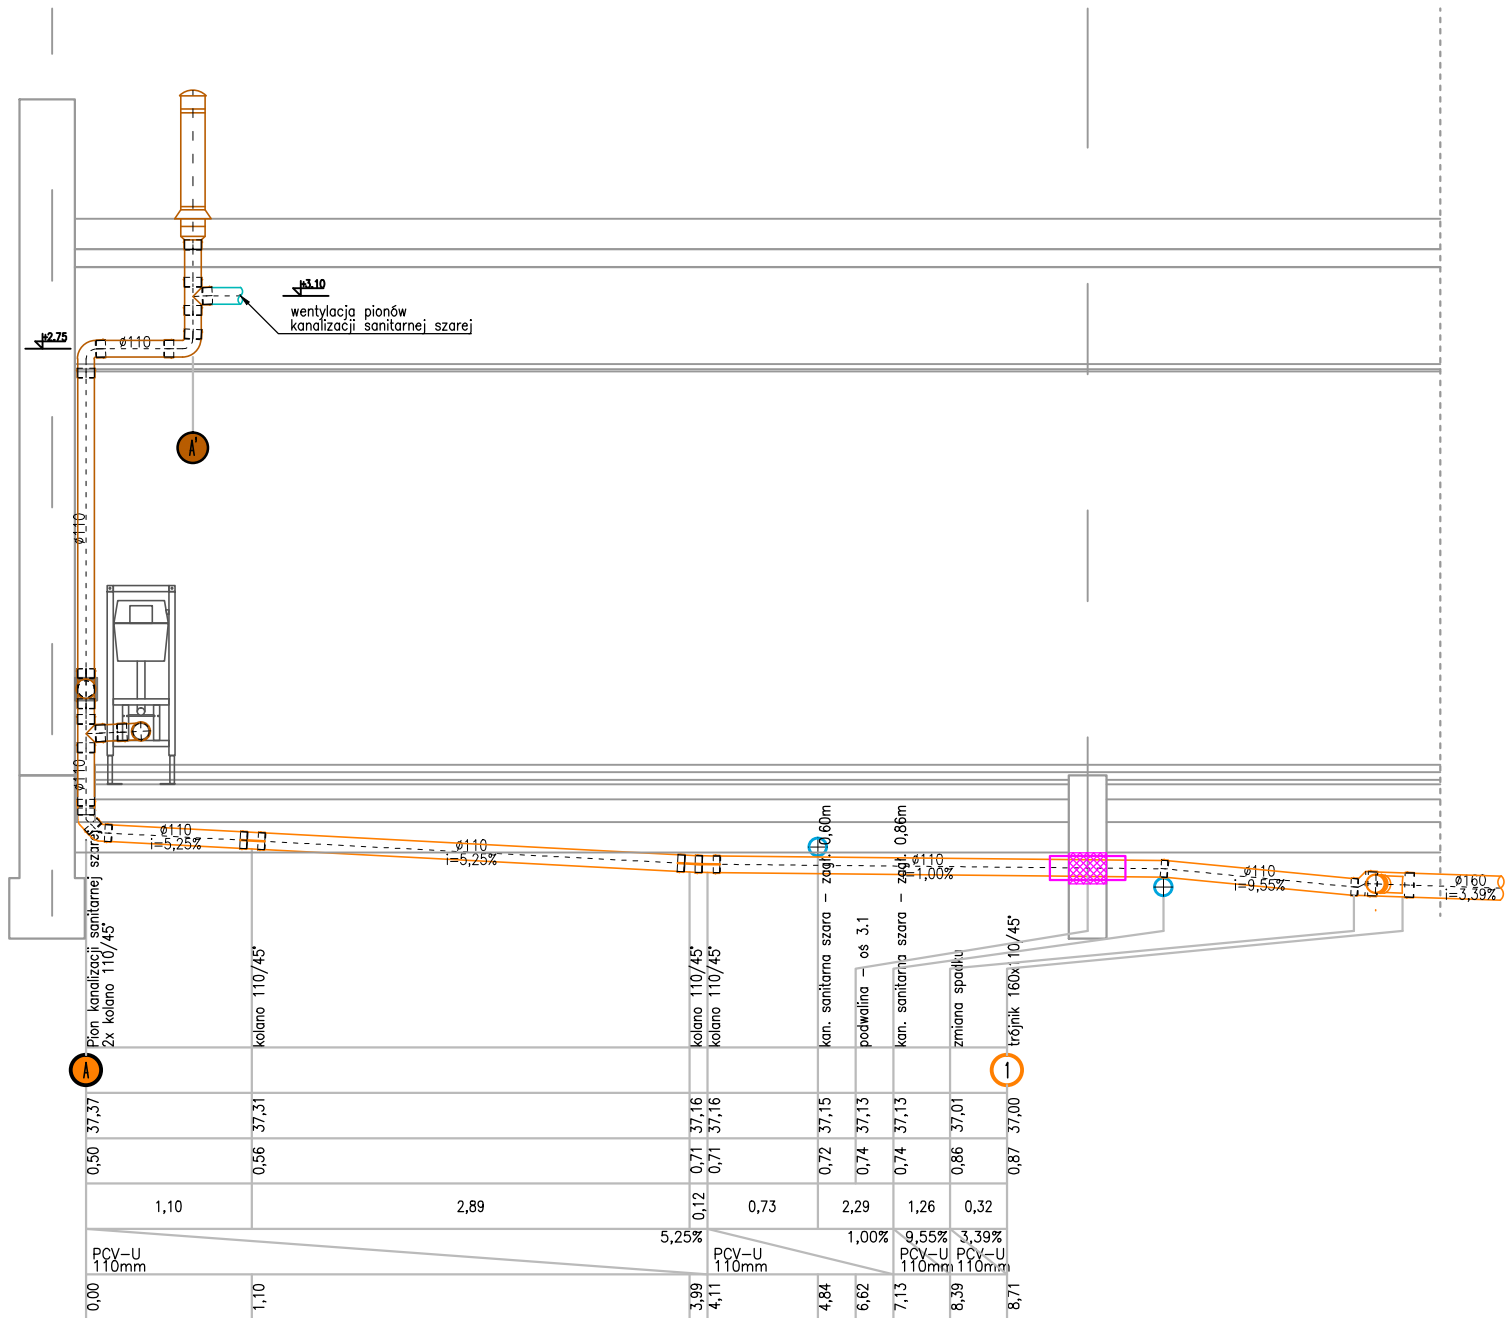 +3.10
wentylacja pionów
kanalizacji sanitarnej szarej
+2.75
ø110
A'
ø110
ø110
ø110
i=5,25%
ø110
i=5,25%
ø110
i=1,00%
ø110
i=9,55%
ø160
i=3,39%
Pion kanalizacji sanitarnej szarej
2x kolano 110/45°
kolano 110/45°
kolano 110/45°
kolano 110/45°
kan. sanitarna szara – zagł. 0,60m
podwalina – oś 3.1
kan. sanitarna szara – zagł. 0,86m
zmiana spadku
trójnik 160x110/45°
A
1
37,37
37,31
37,16
37,16
37,15
37,13
37,13
37,01
37,00
0,50
0,56
0,71
0,71
0,72
0,74
0,74
0,86
0,87
1,10
2,89
0,12
0,73
2,29
1,26
0,32
5,25%
1,00%
9,55%
3,39%
PCV–U
110mm
PCV–U
110mm
PCV–U
110mm
PCV–U
110mm
0,00
1,10
3,99
4,11
4,84
6,62
7,13
8,39
8,71